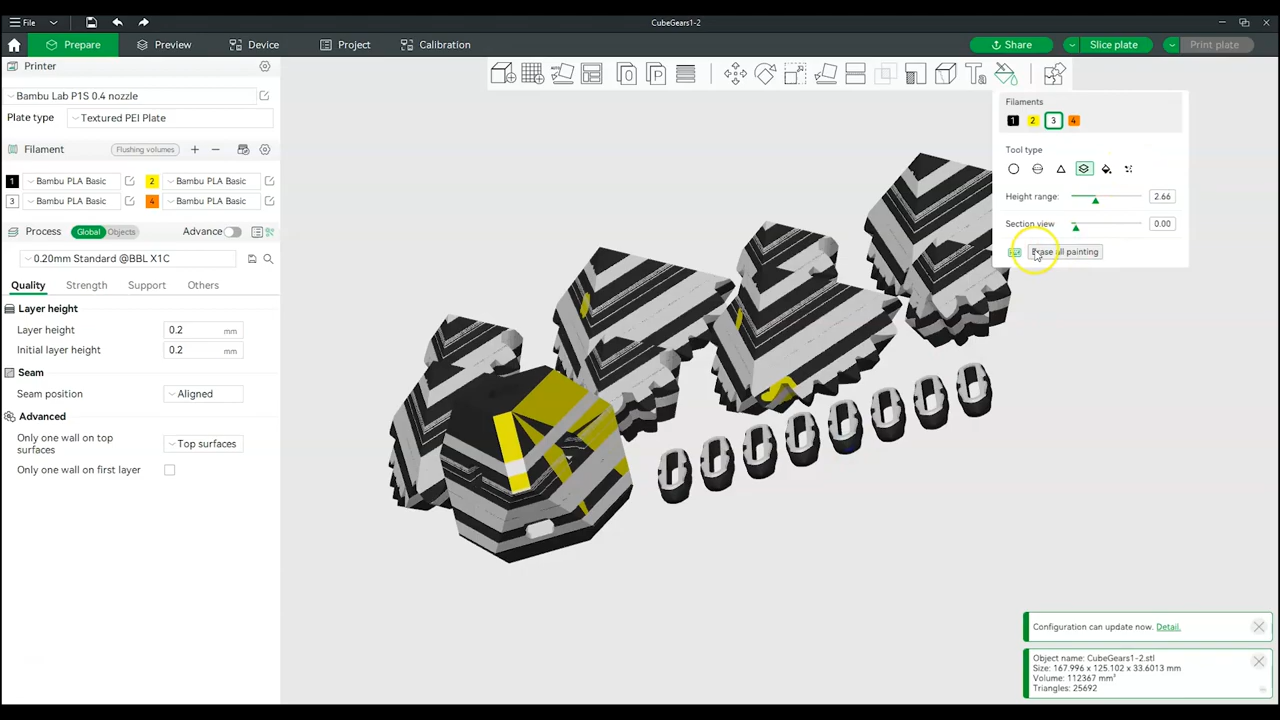 File
CubeGears1-2
Prepare
Preview
Device
Project
Calibration
Share
Slice plate
Print plate
Printer
Bambu Lab P1S 0.4 nozzle
Plate type
Textured PEI Plate
Filament
Flushing volumes
1 Bambu PLA Basic
2 Bambu PLA Basic
3 Bambu PLA Basic
4 Bambu PLA Basic
Process
Global
Objects
Advance
0.20mm Standard @BBL X1C
Quality
Strength
Support
Others
Layer height
Layer height
0.2 mm
Initial layer height
0.2 mm
Seam
Seam position
Aligned
Advanced
Only one wall on top
surfaces
Top surfaces
Only one wall on first layer
Filaments
1 2 3 4
Tool type
Height range:
2.66
Section view
0.00
Erase all painting
Configuration can update now. Detail.
Object name: CubeGears1-2.stl
Size: 167.996 x 125.102 x 33.6013 mm
Volume: 112367 mm³
Triangles: 25692